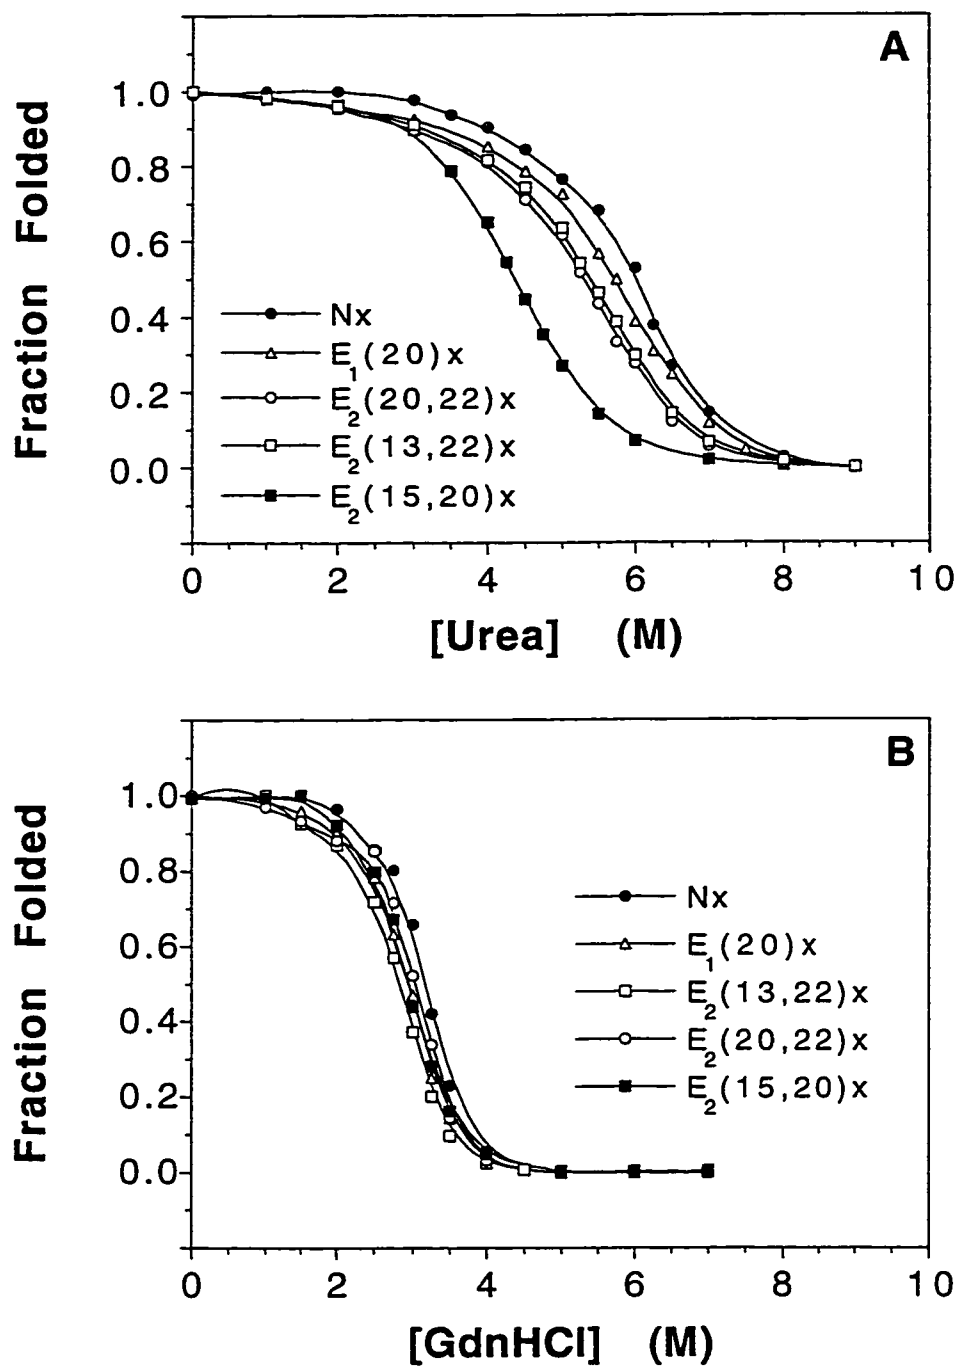 A
Fraction Folded
1.0
0.8
0.6
0.4
0.2
0.0
Nx
E1(20)x
E2(20,22)x
E2(13,22)x
E2(15,20)x
0 2 4 6 8 10
[Urea] (M)
B
Fraction Folded
1.0
0.8
0.6
0.4
0.2
0.0
Nx
E1(20)x
E2(13,22)x
E2(20,22)x
E2(15,20)x
0 2 4 6 8 10
[GdnHCl] (M)